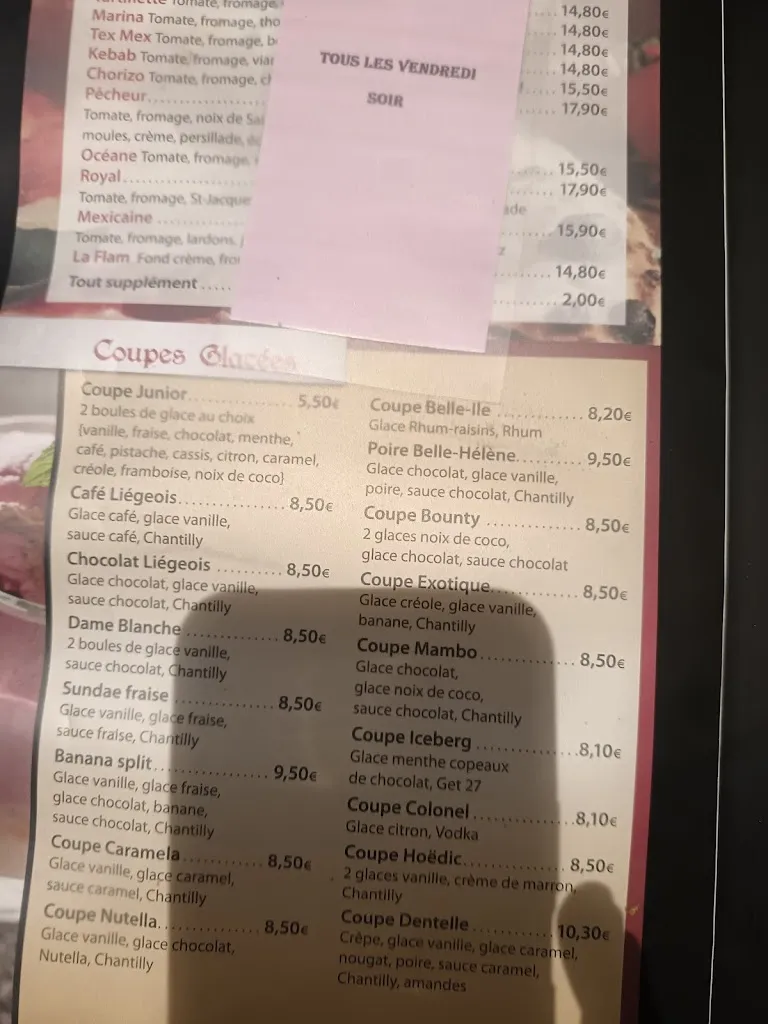 Tomate, fromage,
Marina Tomate, fromage, tho
14,80€
Tex Mex Tomate, fromage, b
14,80€
Kebab Tomate, fromage, vian
14,80€
Chorizo Tomate, fromage, ch
14,80€
Pêcheur
15,50€
17,90€
Tomate, fromage, noix de Sai
moules, crème, persillade,
Océane Tomate, fromage,
15,50€
Royal
17,90€
Tomate, fromage, St-Jacque
ade
Mexicaine
15,90€
Tomate, fromage, lardons,
z
La Flam Fond crème, fro
14,80€
Tout supplément
2,00€
TOUS LES VENDREDI
SOIR
Coupes Glacées
Coupe Junior 5,50€
2 boules de glace au choix
(vanille, fraise, chocolat, menthe,
café, pistache, cassis, citron, caramel,
créole, framboise, noix de coco)
Café Liégeois 8,50€
Glace café, glace vanille,
sauce café, Chantilly
Chocolat Liégeois 8,50€
Glace chocolat, glace vanille,
sauce chocolat, Chantilly
Dame Blanche 8,50€
2 boules de glace vanille,
sauce chocolat, Chantilly
Sundae fraise 8,50€
Glace vanille, glace fraise,
sauce fraise, Chantilly
Banana split 9,50€
Glace vanille, glace fraise,
glace chocolat, banane,
sauce chocolat, Chantilly
Coupe Caramela 8,50€
Glace vanille, glace caramel,
sauce caramel, Chantilly
Coupe Nutella 8,50€
Glace vanille, glace chocolat,
Nutella, Chantilly
Coupe Belle-Ile 8,20€
Glace Rhum-raisins, Rhum
Poire Belle-Hélène 9,50€
Glace chocolat, glace vanille,
poire, sauce chocolat, Chantilly
Coupe Bounty 8,50€
2 glaces noix de coco,
glace chocolat, sauce chocolat
Coupe Exotique 8,50€
Glace créole, glace vanille,
banane, Chantilly
Coupe Mambo 8,50€
Glace chocolat,
glace noix de coco,
sauce chocolat, Chantilly
Coupe Iceberg 8,10€
Glace menthe copeaux
de chocolat, Get 27
Coupe Colonel 8,10€
Glace citron, Vodka
Coupe Hoëdic 8,50€
2 glaces vanille, crème de marron,
Chantilly
Coupe Dentelle 10,30€
Crêpe, glace vanille, glace caramel,
nougat, poire, sauce caramel,
Chantilly, amandes